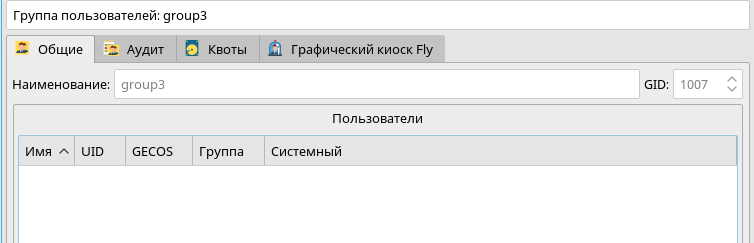 Группа пользователей: group3
Общие Аудит Квоты Графический киоск Fly
Наименование: group3 GID: 1007
Пользователи
Имя UID GECOS Группа Системный